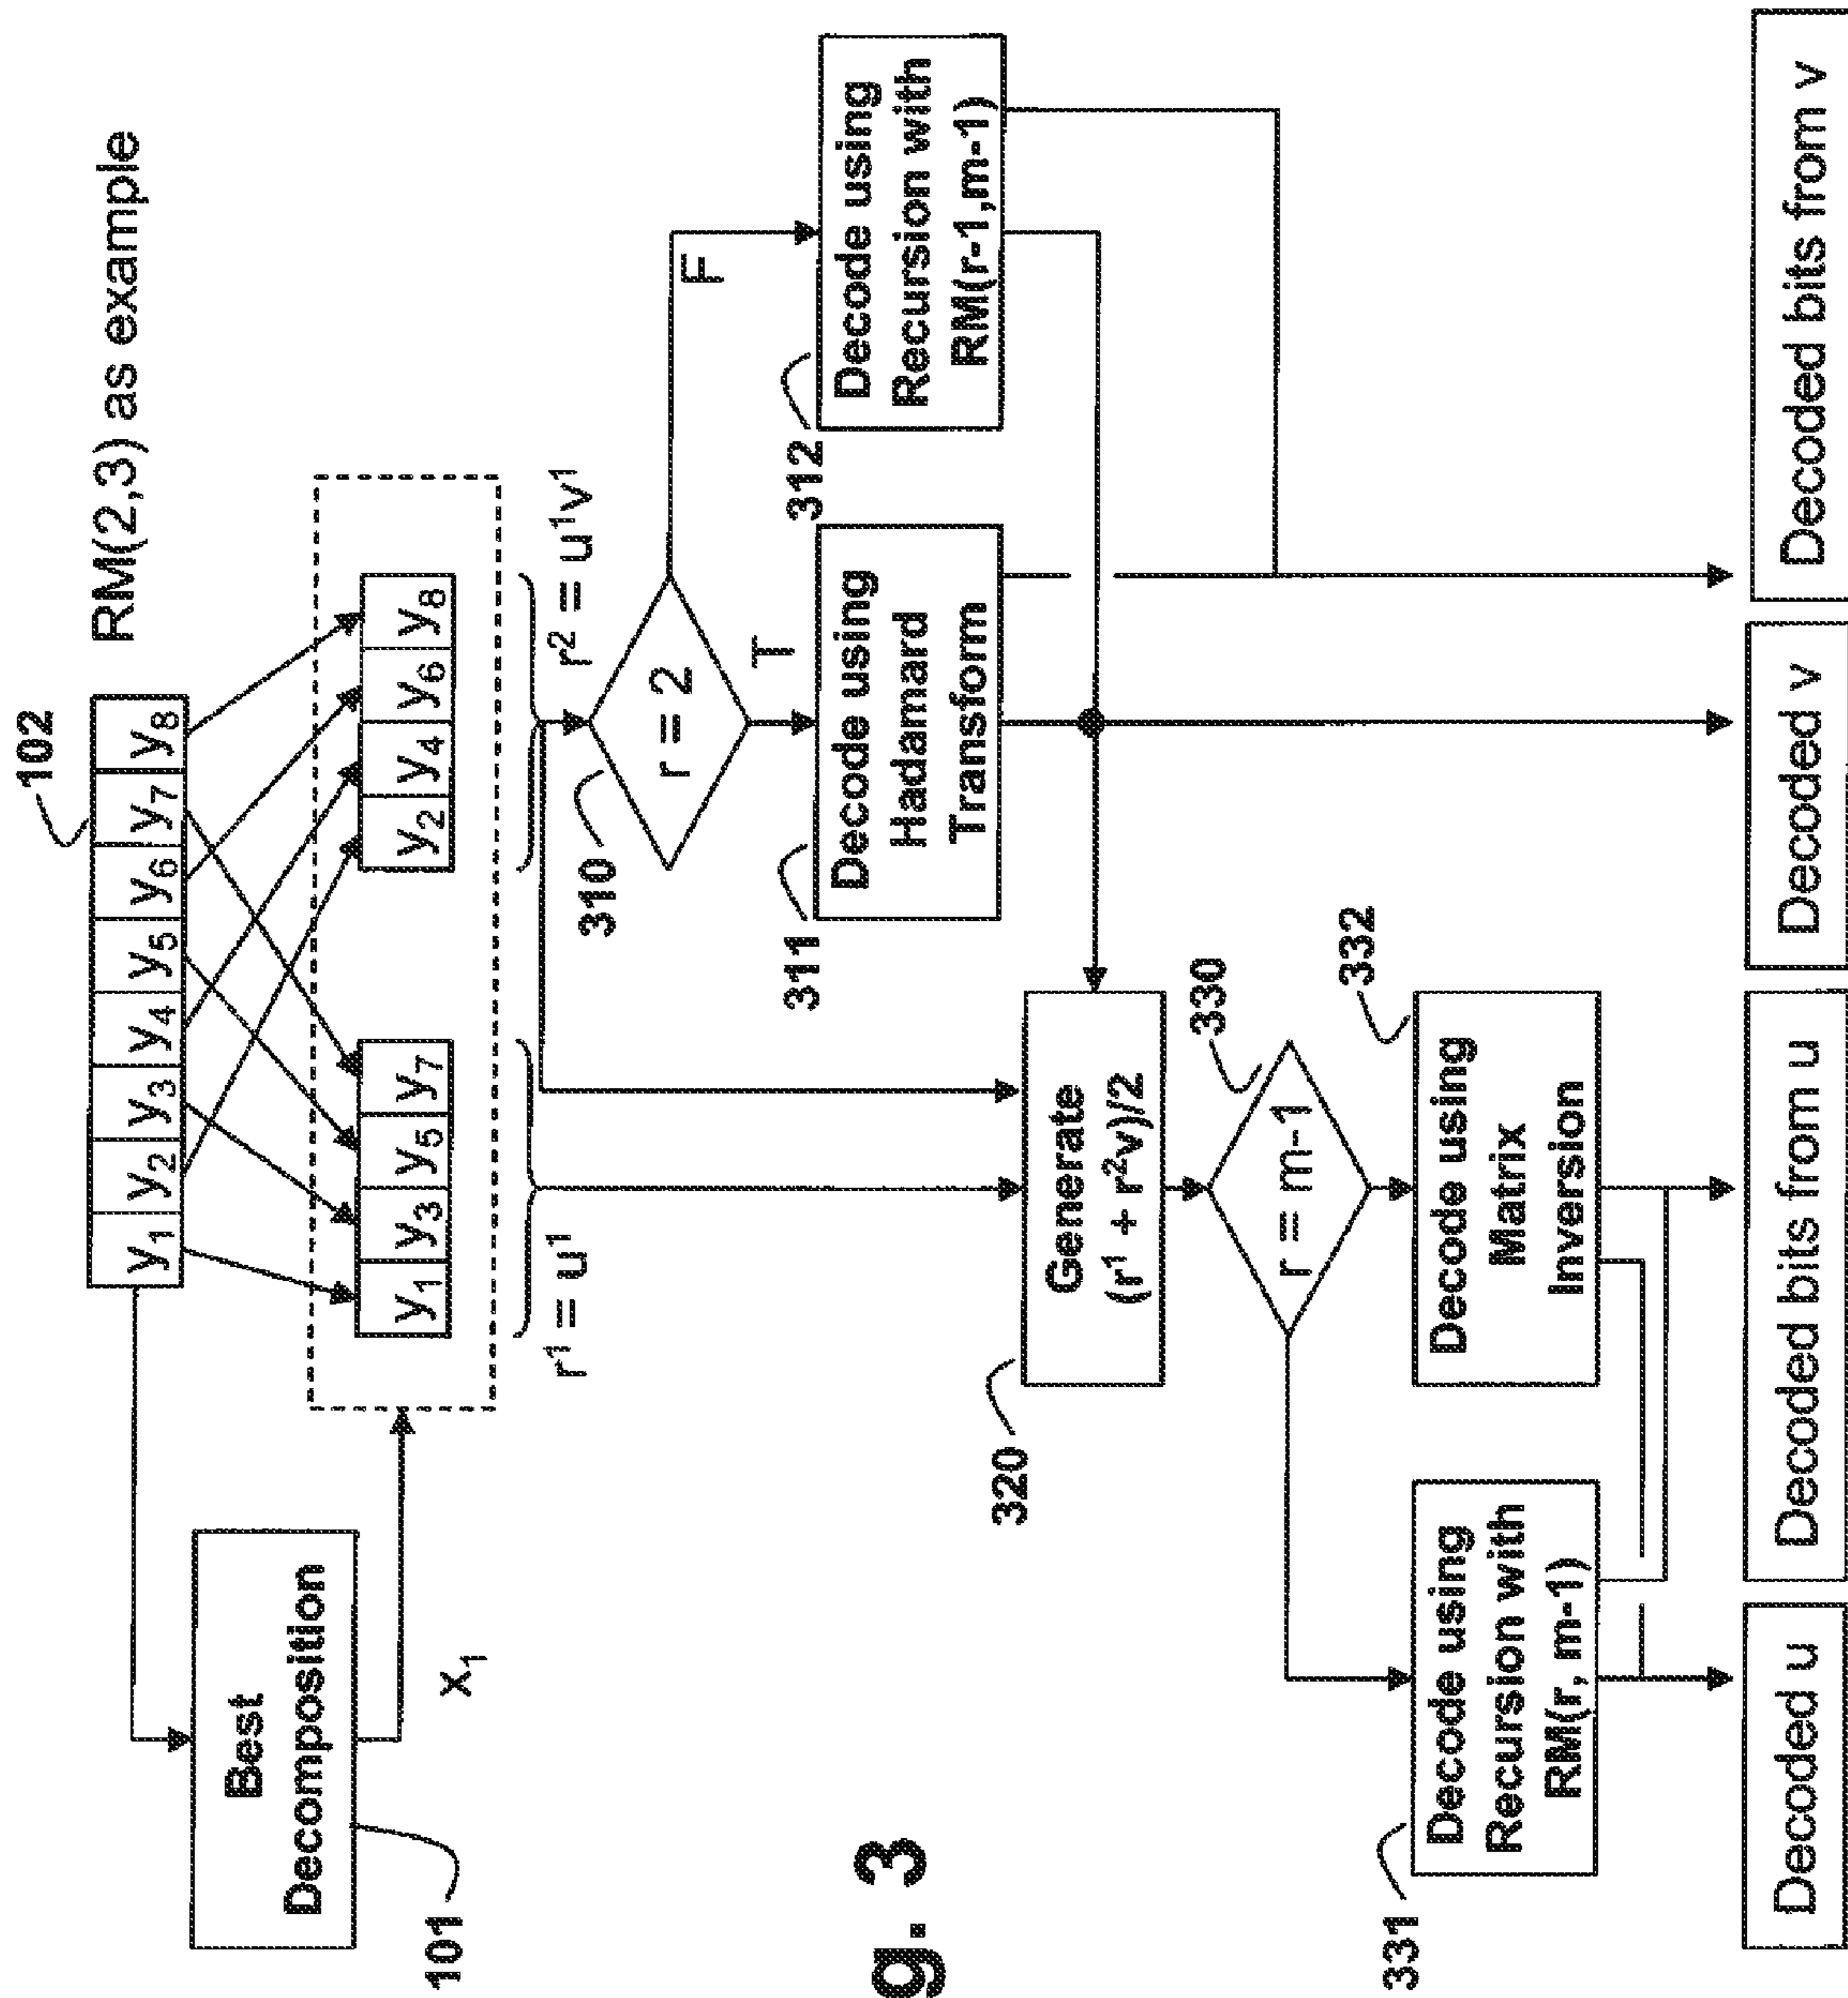 RM(2,3) as example
102
y₁ y₂ y₃ y₄ y₅ y₆ y₇ y₈
Best
Decomposition
101
x₁
y₁ y₃ y₅ y₇
y₂ y₄ y₆ y₈
r¹ = u¹
r² = u¹v¹
310
r = 2
T
F
311
Decode using
Hadamard
Transform
312
Decode using
Recursion with
RM(r-1,m-1)
320
Generate
(r¹ + r²v)/2
330
r = m-1
331
Decode using
Recursion with
RM(r, m-1)
332
Decode using
Matrix
Inversion
Decoded u
Decoded bits from u
Decoded v
Decoded bits from v
g. 3